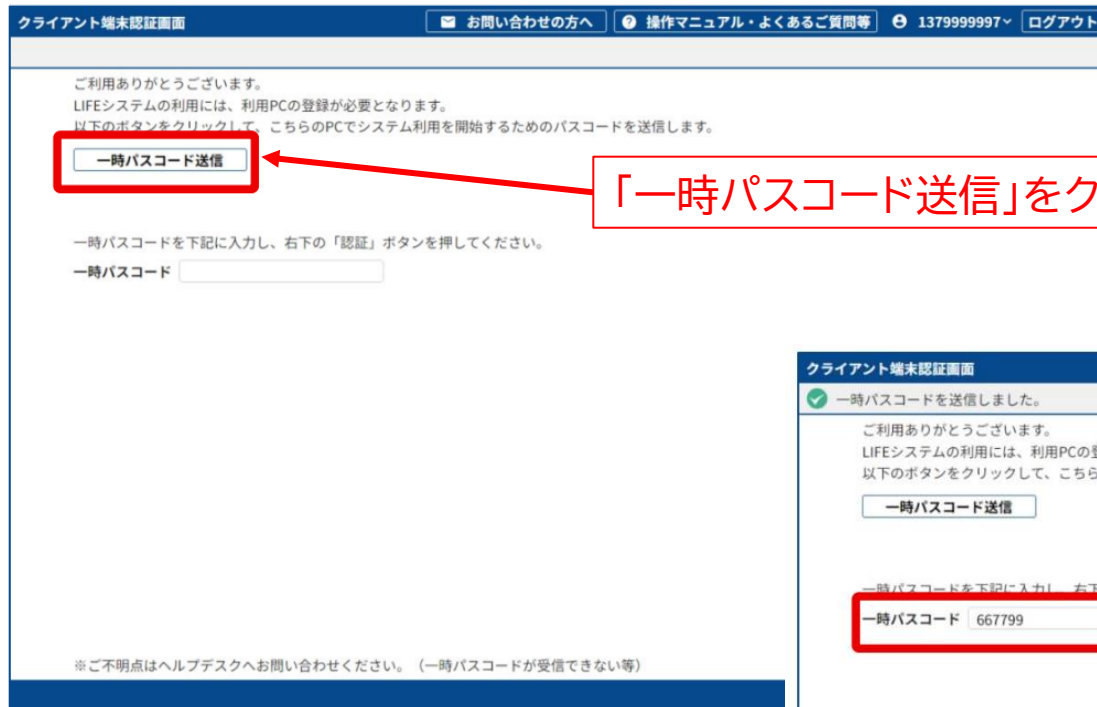 クライアント端末認証画面
お問い合わせの方へ
操作マニュアル・よくあるご質問等
1379999997
ログアウト
ご利用ありがとうございます。
LIFEシステムの利用には、利用PCの登録が必要となります。
以下のボタンをクリックして、こちらのPCでシステム利用を開始するためのパスコードを送信します。
一時パスコード送信
「一時パスコード送信」をク
一時パスコードを下記に入力し、右下の「認証」ボタンを押してください。
一時パスコード
※ご不明点はヘルプデスクへお問い合わせください。（一時パスコードが受信できない等）
クライアント端末認証画面
一時パスコードを送信しました。
ご利用ありがとうございます。
LIFEシステムの利用には、利用PCの
以下のボタンをクリックして、こちら
一時パスコード送信
一時パスコードを下記に入力し、右下
一時パスコード 667799